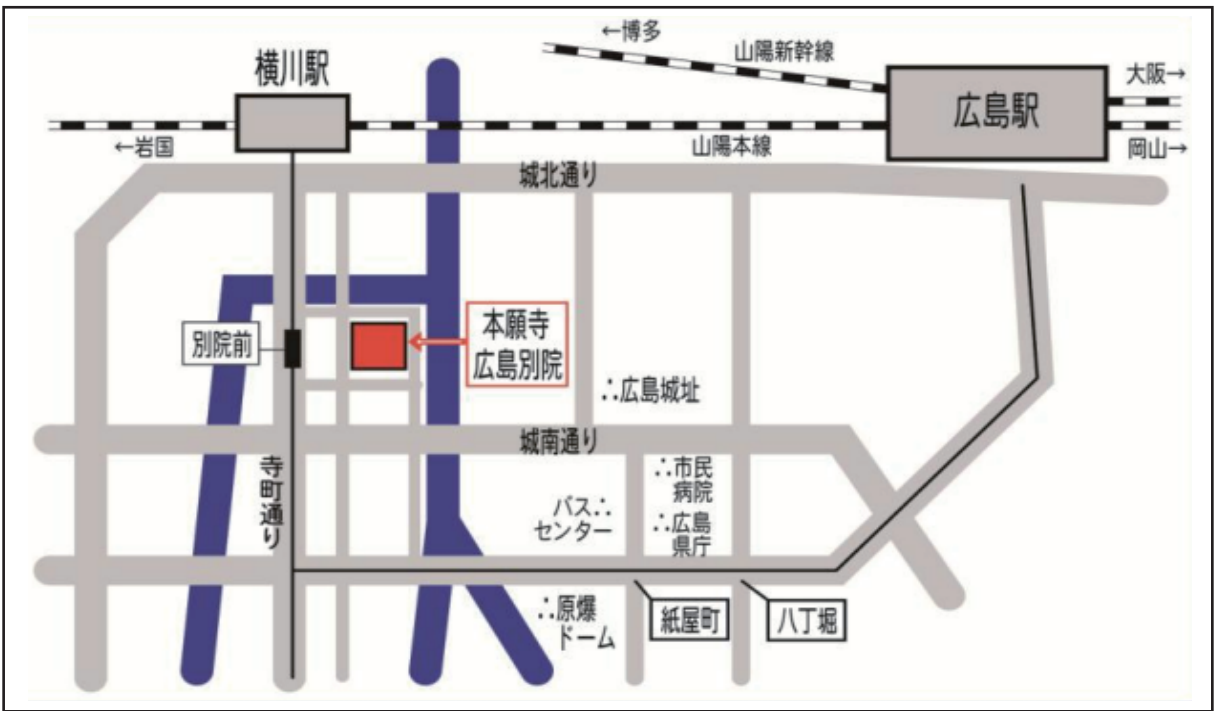 ←博多
山陽新幹線
横川駅
広島駅
大阪→
←岩国
山陽本線
岡山→
城北通り
別院前
本願寺
広島別院
∴広島城址
城南通り
寺町通り
∴市民
病院
バス∴
センター
∴広島
県庁
∴原爆
ドーム
紙屋町
八丁堀